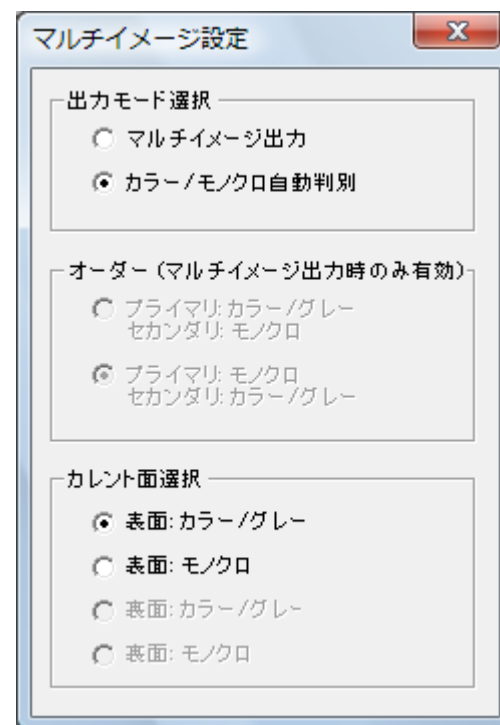 マルチイメージ設定
出力モード選択
マルチイメージ出力
カラー/モノクロ自動判別
オーダー(マルチイメージ出力時のみ有効)
プライマリ:カラー/グレー
セカンダリ:モノクロ
プライマリ:モノクロ
セカンダリ:カラー/グレー
カレント面選択
表面:カラー/グレー
表面:モノクロ
裏面:カラー/グレー
裏面:モノクロ